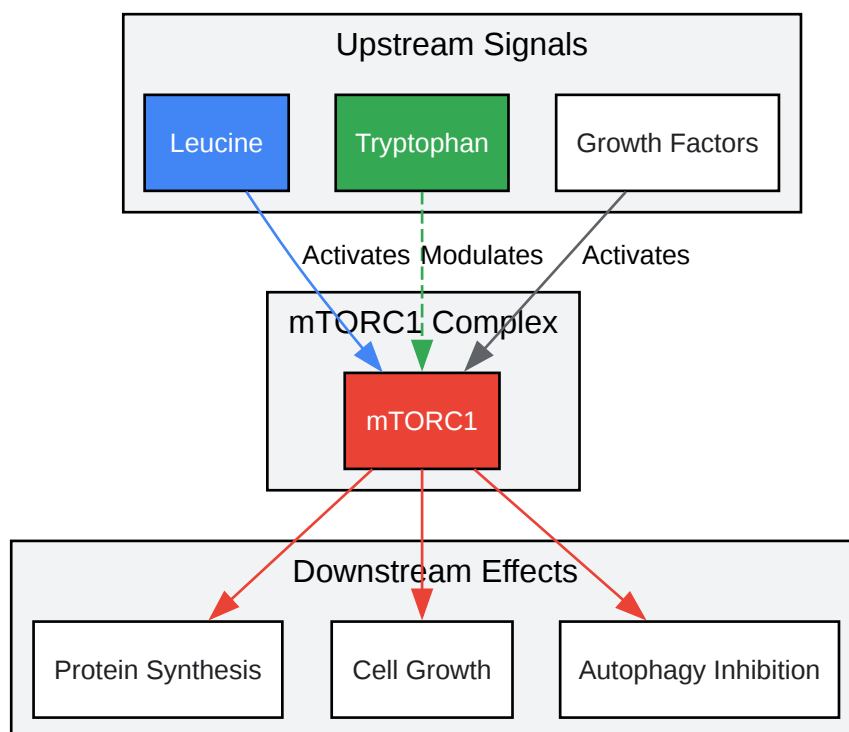 Upstream Signals
Leucine
Tryptophan
Growth Factors
Activates
Modulates
Activates
mTORC1 Complex
mTORC1
Downstream Effects
Protein Synthesis
Cell Growth
Autophagy Inhibition